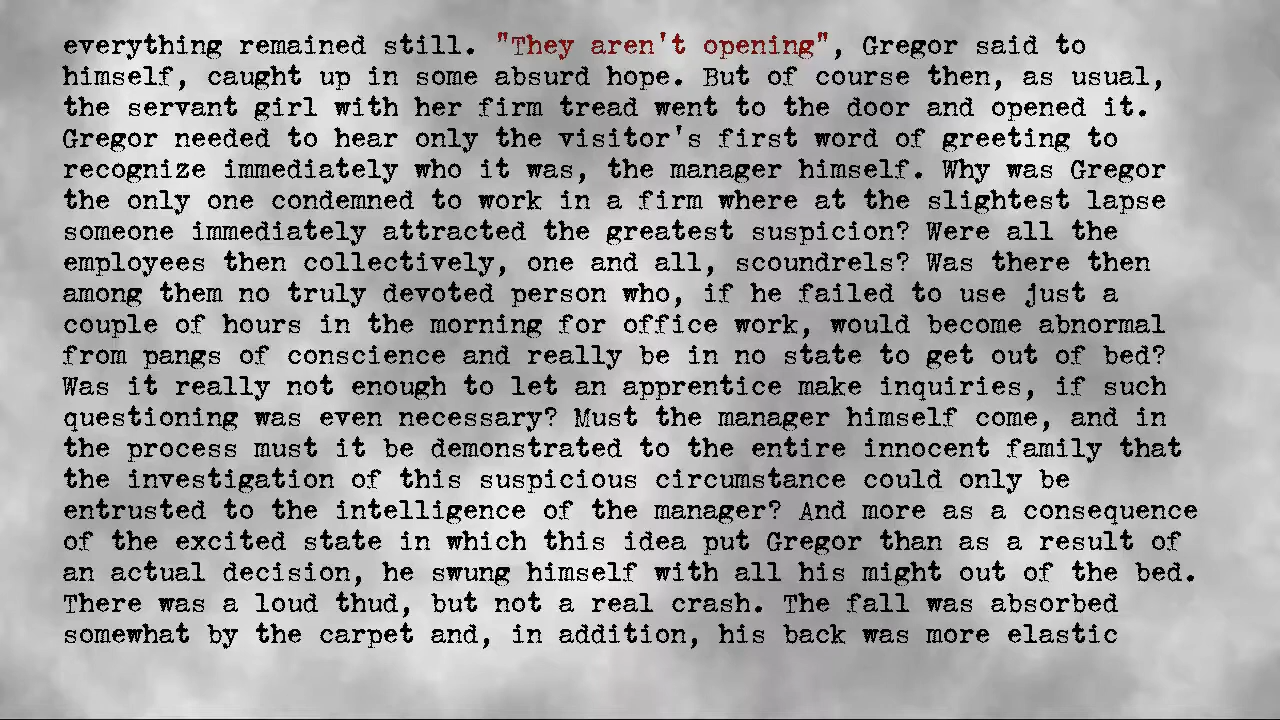 everything remained still. "They aren't opening", Gregor said to
himself, caught up in some absurd hope. But of course then, as usual,
the servant girl with her firm tread went to the door and opened it.
Gregor needed to hear only the visitor's first word of greeting to
recognize immediately who it was, the manager himself. Why was Gregor
the only one condemned to work in a firm where at the slightest lapse
someone immediately attracted the greatest suspicion? Were all the
employees then collectively, one and all, scoundrels? Was there then
among them no truly devoted person who, if he failed to use just a
couple of hours in the morning for office work, would become abnormal
from pangs of conscience and really be in no state to get out of bed?
Was it really not enough to let an apprentice make inquiries, if such
questioning was even necessary? Must the manager himself come, and in
the process must it be demonstrated to the entire innocent family that
the investigation of this suspicious circumstance could only be
entrusted to the intelligence of the manager? And more as a consequence
of the excited state in which this idea put Gregor than as a result of
an actual decision, he swung himself with all his might out of the bed.
There was a loud thud, but not a real crash. The fall was absorbed
somewhat by the carpet and, in addition, his back was more elastic